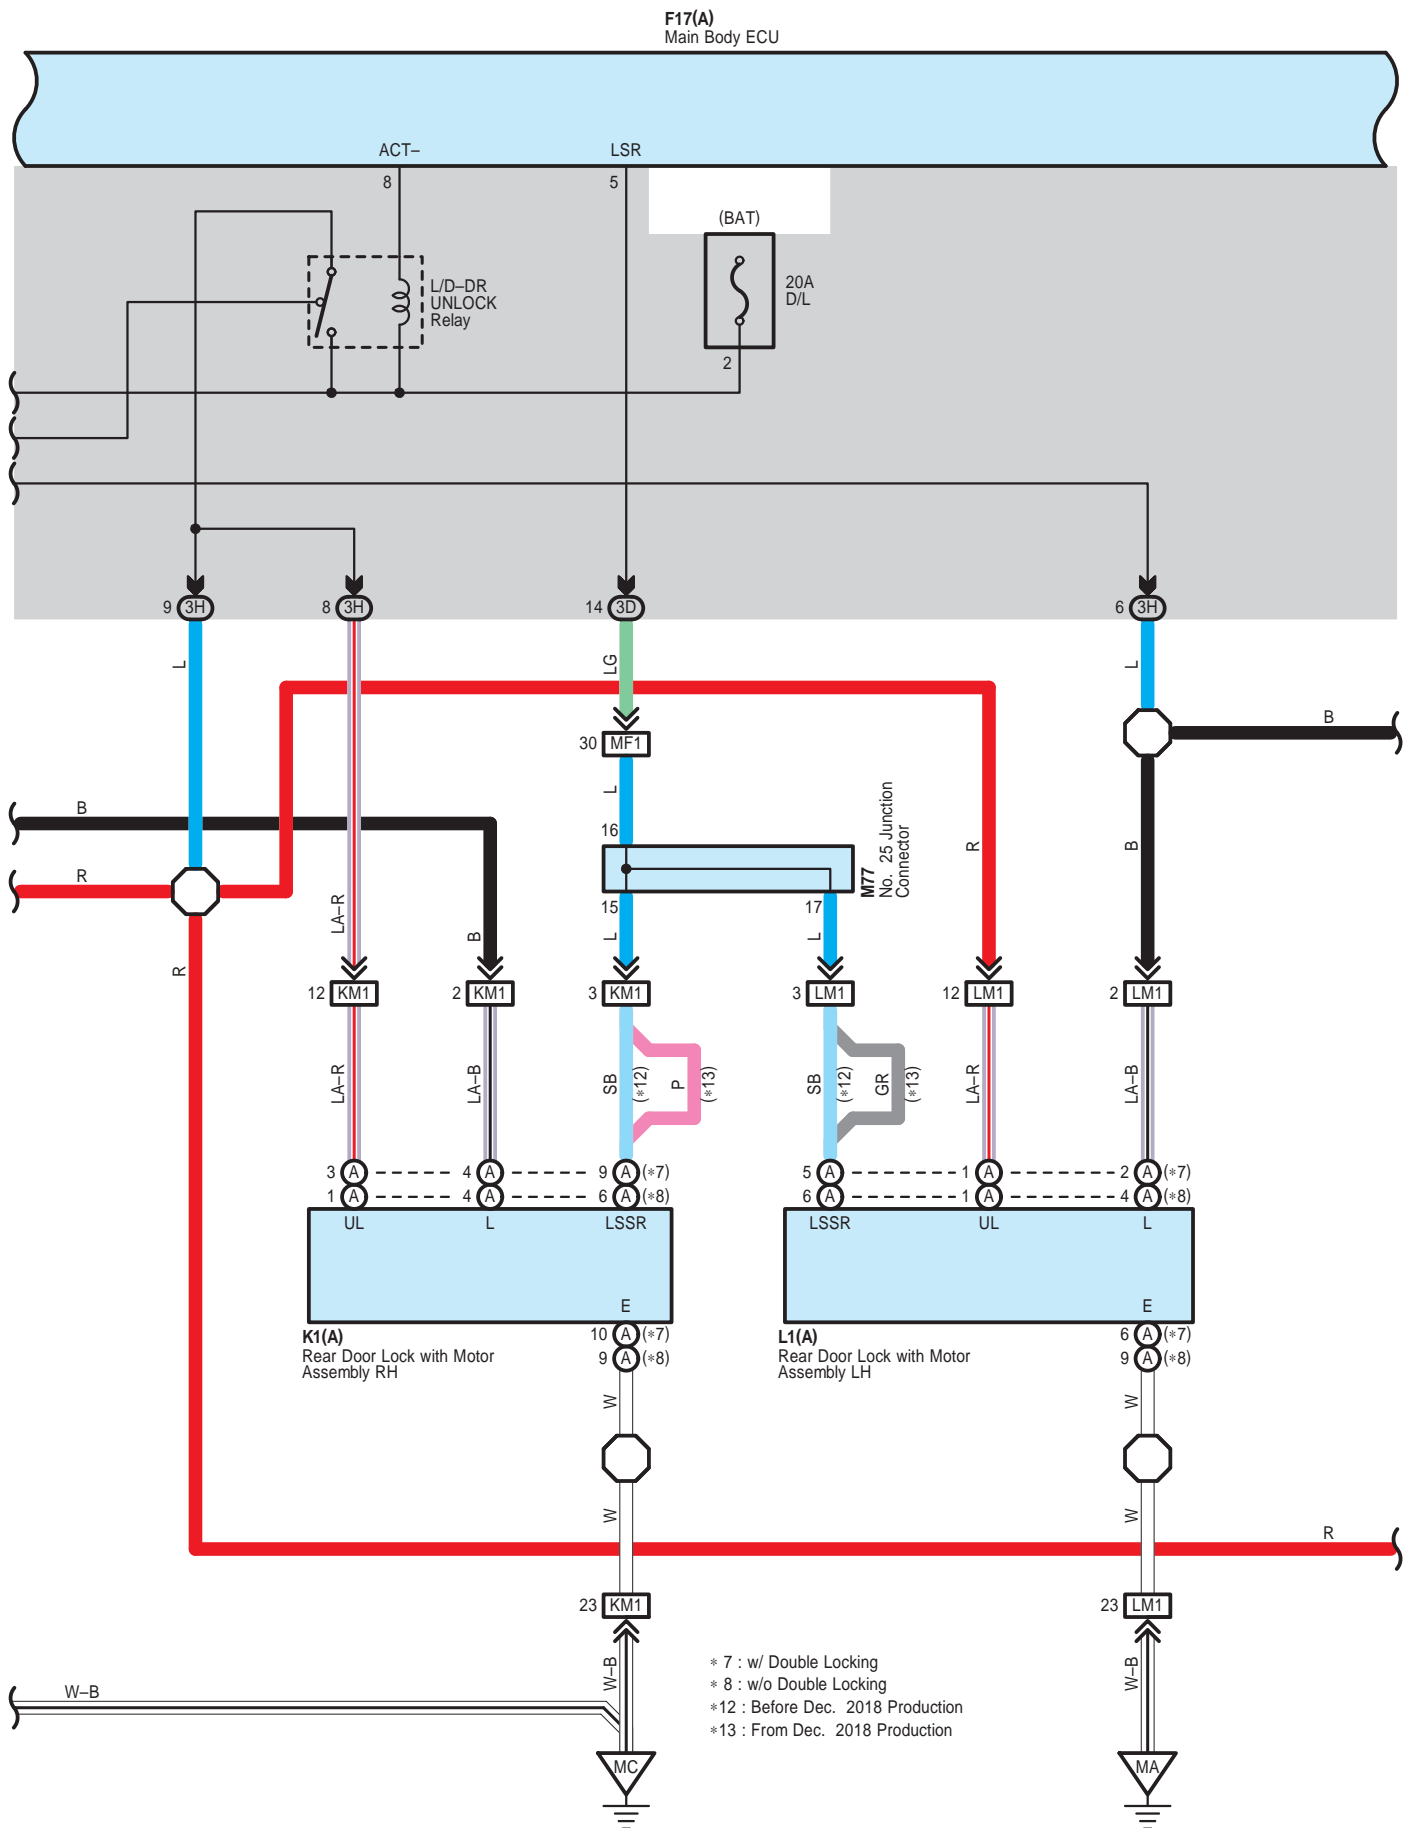 F17(A)
Main Body ECU
ACT–
LSR
8
5
(BAT)
L/D–DR
UNLOCK
Relay
20A
D/L
2
9 3H
8 3H
14 3D
6 3H
L
LG
L
B
30 MF1
L
B
16
M77
No. 25 Junction
Connector
R
B
R
LA–R
B
15
17
L
L
R
12 KM1
2 KM1
3 KM1
3 LM1
12 LM1
2 LM1
LA–R
LA–B
SB
(*12)
P
(*13)
SB
(*12)
GR
(*13)
LA–R
LA–B
3 A
4 A
9 A (*7)
5 A
1 A
2 A (*7)
1 A
4 A
6 A (*8)
6 A
1 A
4 A (*8)
UL
L
LSSR
LSSR
UL
L
E
E
K1(A)
Rear Door Lock with Motor
Assembly RH
10 A (*7)
9 A (*8)
L1(A)
Rear Door Lock with Motor
Assembly LH
6 A (*7)
9 A (*8)
W
W
W
W
R
23 KM1
23 LM1
W–B
W–B
W–B
* 7 : w/ Double Locking
* 8 : w/o Double Locking
*12 : Before Dec. 2018 Production
*13 : From Dec. 2018 Production
MC
MA